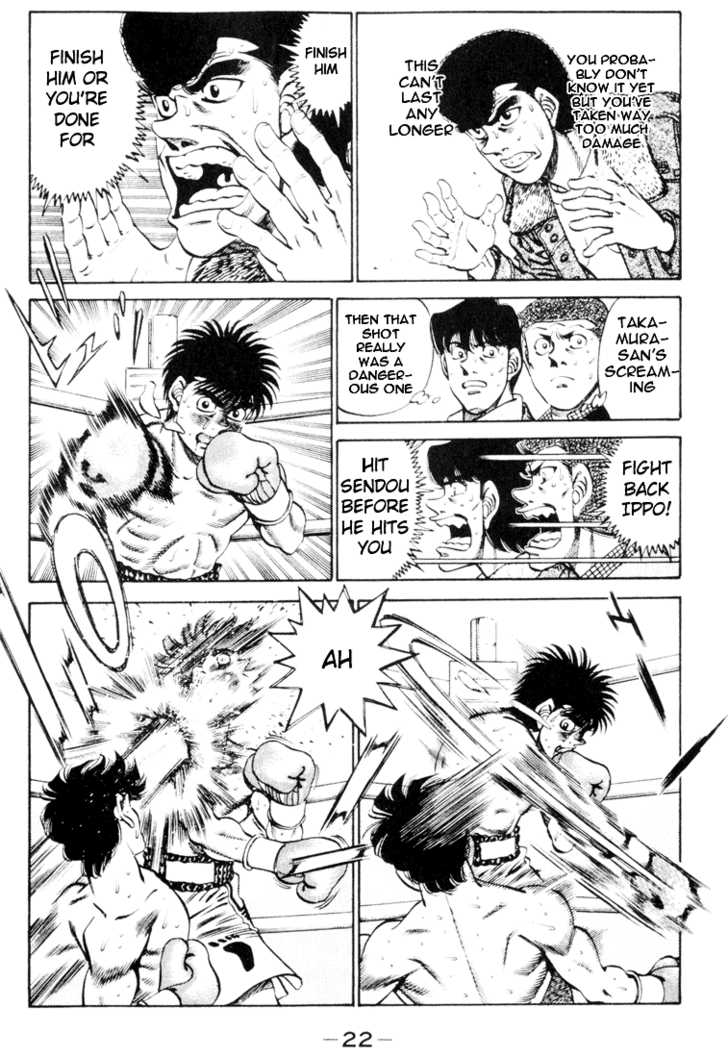 YOU PROBA-
BLY DON'T
KNOW IT YET
BUT YOU'VE
TAKEN WAY
TOO MUCH
DAMAGE
THIS
CAN'T
LAST
ANY
LONGER
FINISH
HIM
FINISH
HIM OR
YOU'RE
DONE
FOR
TAKA-
MURA-
SAN'S
SCREAM-
ING
THEN THAT
SHOT
REALLY
WAS A
DANGER-
OUS ONE
FIGHT
BACK
IPPO!
HIT
SENDOU
BEFORE
HE HITS
YOU
AH
—22—